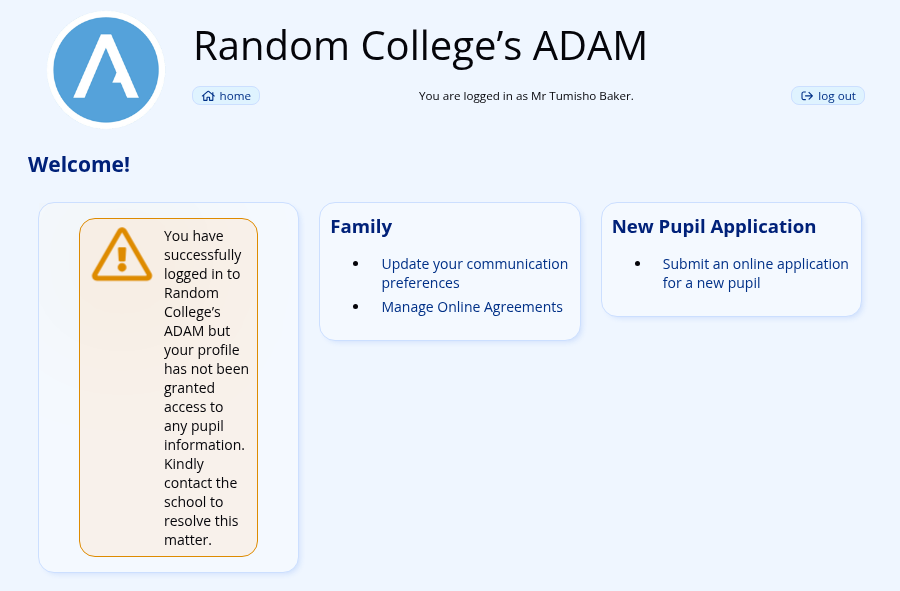 Random College’s ADAM
home
You are logged in as Mr Tumisho Baker.
log out
Welcome!
You have
successfully
logged in to
Random
College’s
ADAM but
your profile
has not been
granted
access to
any pupil
information.
Kindly
contact the
school to
resolve this
matter.
Family
Update your communication
preferences
Manage Online Agreements
New Pupil Application
Submit an online application
for a new pupil